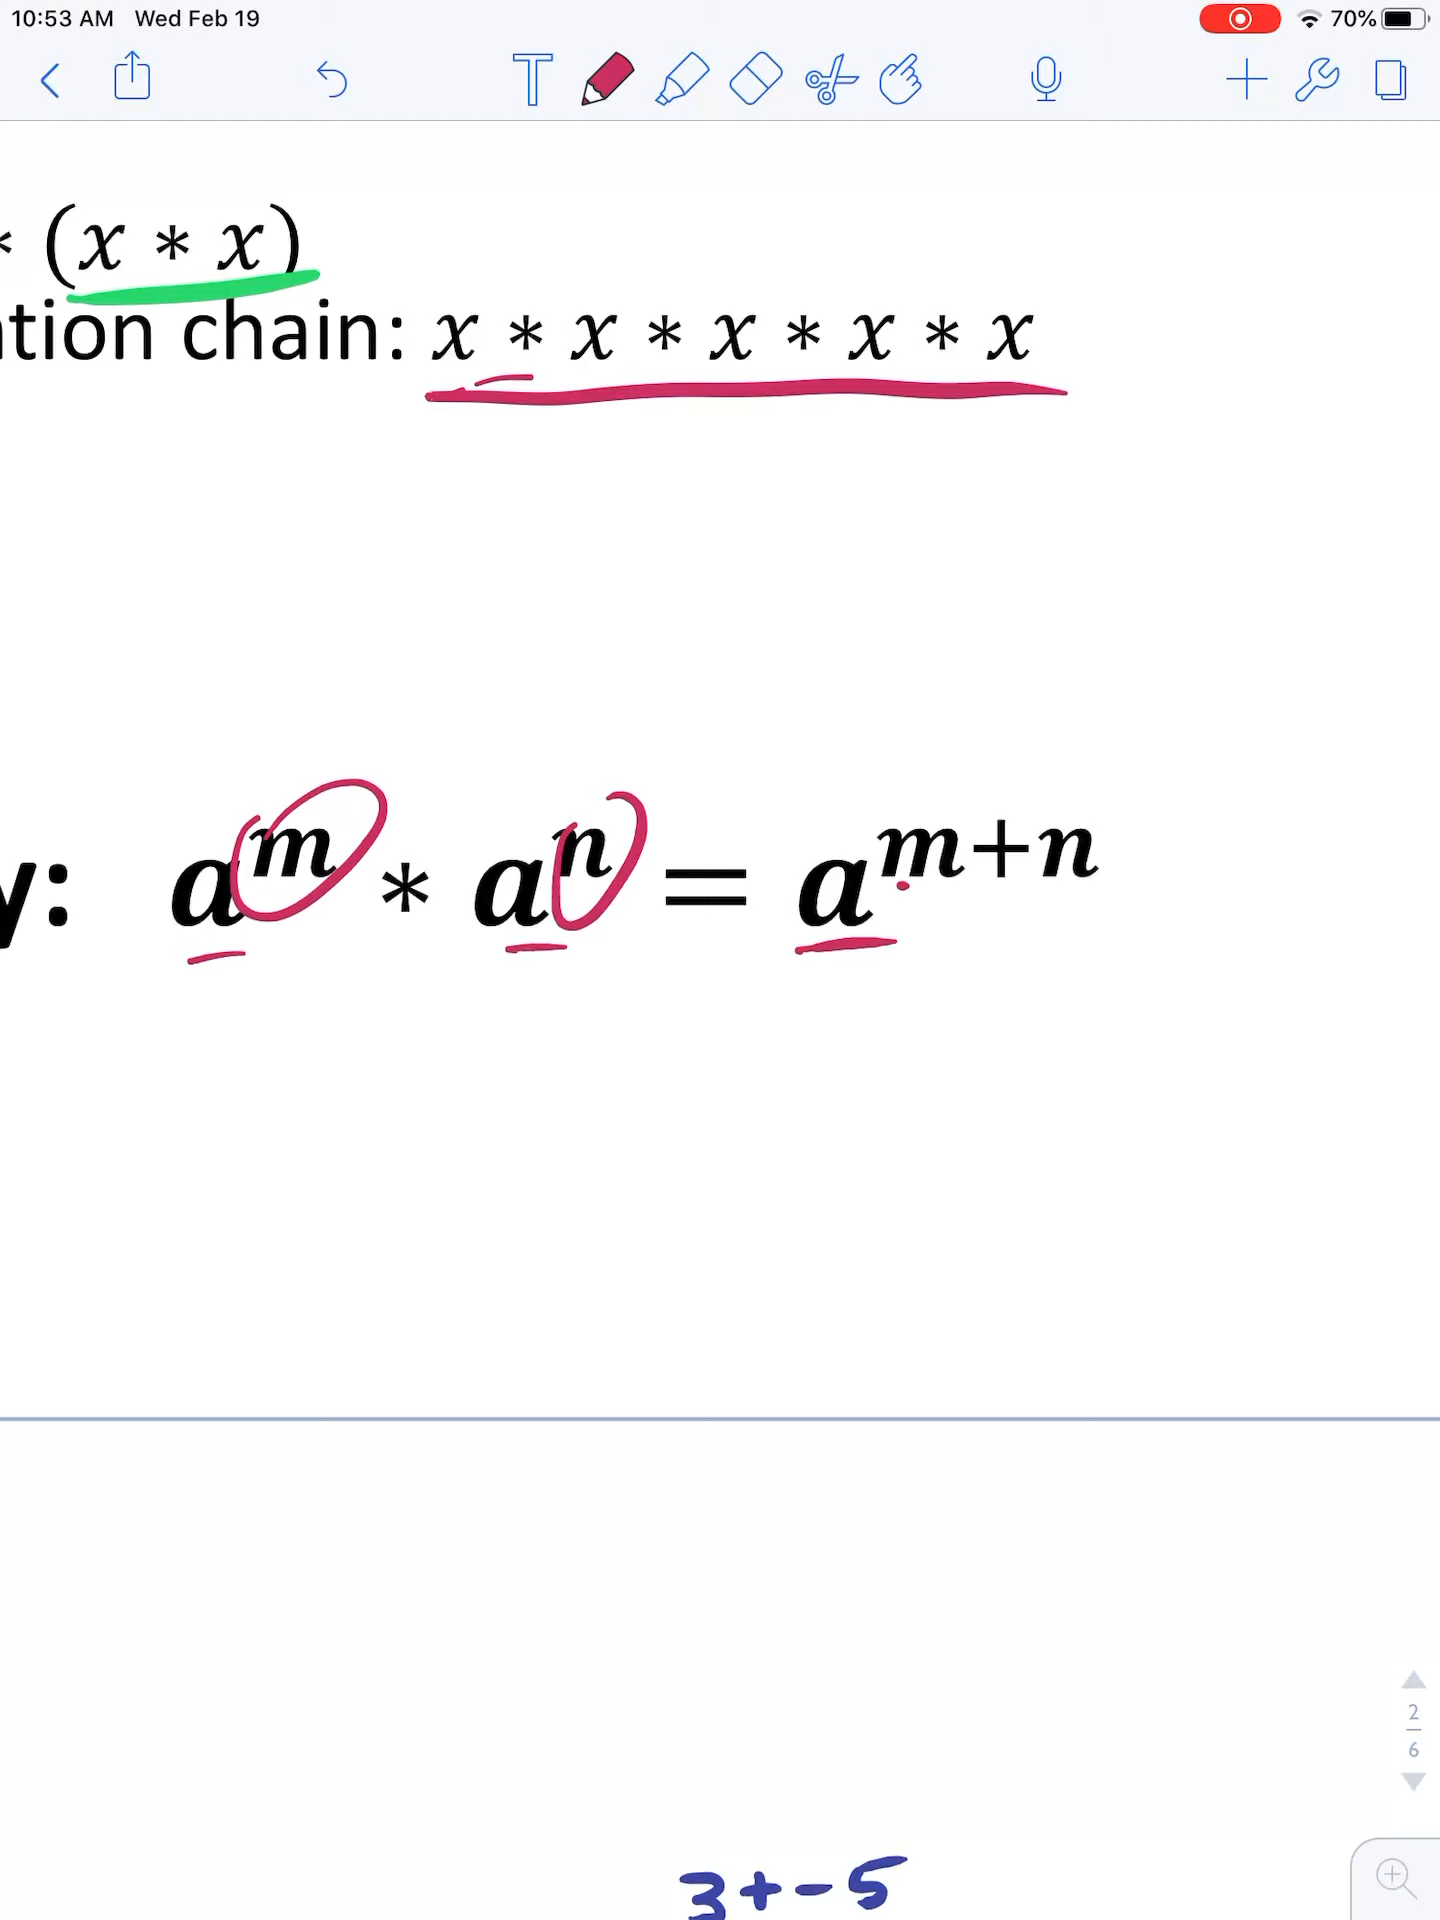 10:53 AM Wed Feb 19 70%
T
* (x * x)
tion chain: x * x * x * x * x
y: a^m * a^n = a^{m+n}
2
6
3 + - 5